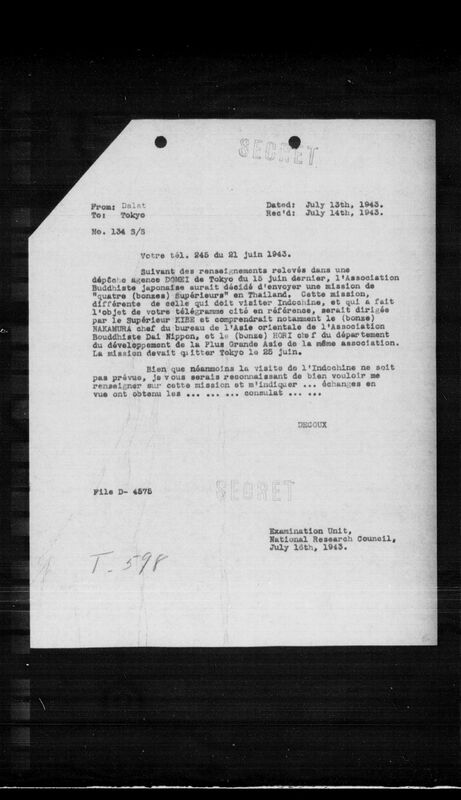 SECRET
From: Dalat
To: Tokyo
Dated: July 13th, 1943.
Rec'd: July 14th, 1943.
No. 134 S/S
Votre tél. 245 du 21 juin 1943.
Suivant des renseignements relevés dans une
dépêche agence DOMEI de Tokyo du 15 juin dernier, l'Association
Buddhiste japonaise aurait décidé d'envoyer une mission de
"quatre (bonzes) Supérieurs" en Thailand. Cette mission,
différente de celle qui doit visiter Indochine, et qui a fait
l'objet de votre télégramme cité en référence, serait dirigée
par le Supérieur KIBE et comprendrait notamment le (bonze)
NAKAMURA chef du bureau de l'Asie orientale de l'Association
Bouddhiste Dai Nippon, et le (bonze) HORI chef du département
du développement de la Plus Grande Asie de la même association.
La mission devait quitter Tokyo le 25 juin.
Bien que néanmoins la visite de l'Indochine ne soit
pas prévue, je vous serais reconnaissant de bien vouloir me
renseigner sur cette mission et m'indiquer ... échanges en
vue ont obtenu les ... ... ... consulat ... ...
DECOUX
File D- 4575
SECRET
Examination Unit,
National Research Council,
July 16th, 1943.
T-598